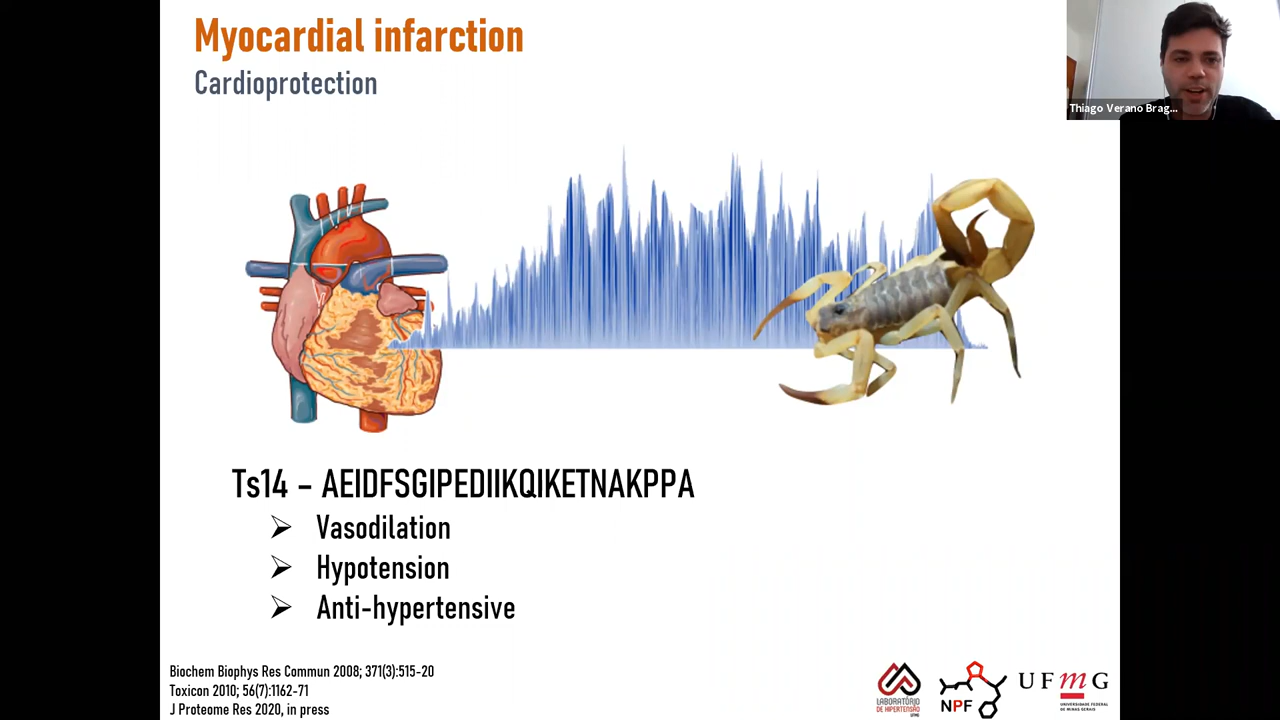 Myocardial infarction
Cardioprotection
Thiago Verano Brag...
Ts14 – AEIDFSGIPEDIIKQIKETNAKPPA
➢ Vasodilation
➢ Hypotension
➢ Anti-hypertensive
Biochem Biophys Res Commun 2008; 371(3):515-20
Toxicon 2010; 56(7):1162-71
J Proteome Res 2020, in press
LABORATÓRIO
DE HIPERTENSÃO
UFMG
NPF
UFmG
UNIVERSIDADE FEDERAL
DE MINAS GERAIS